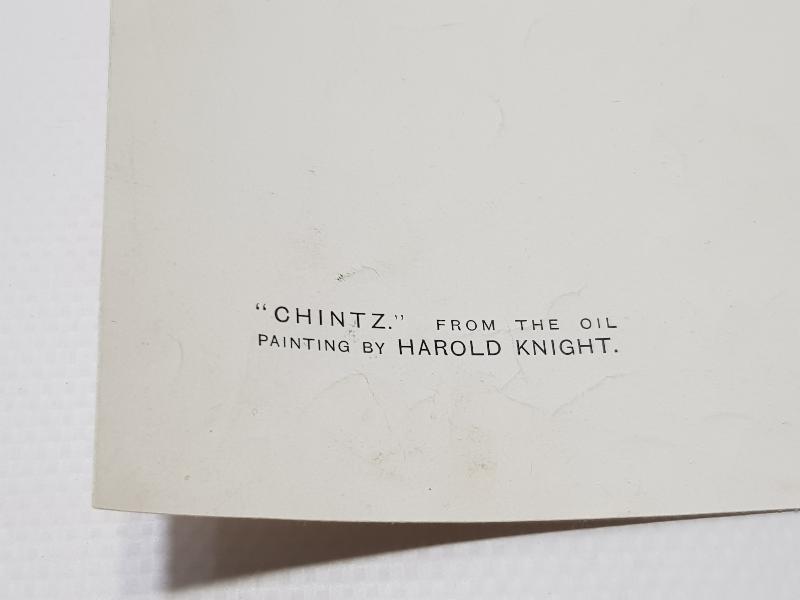 “CHINTZ.” FROM THE OIL
PAINTING BY HAROLD KNIGHT.